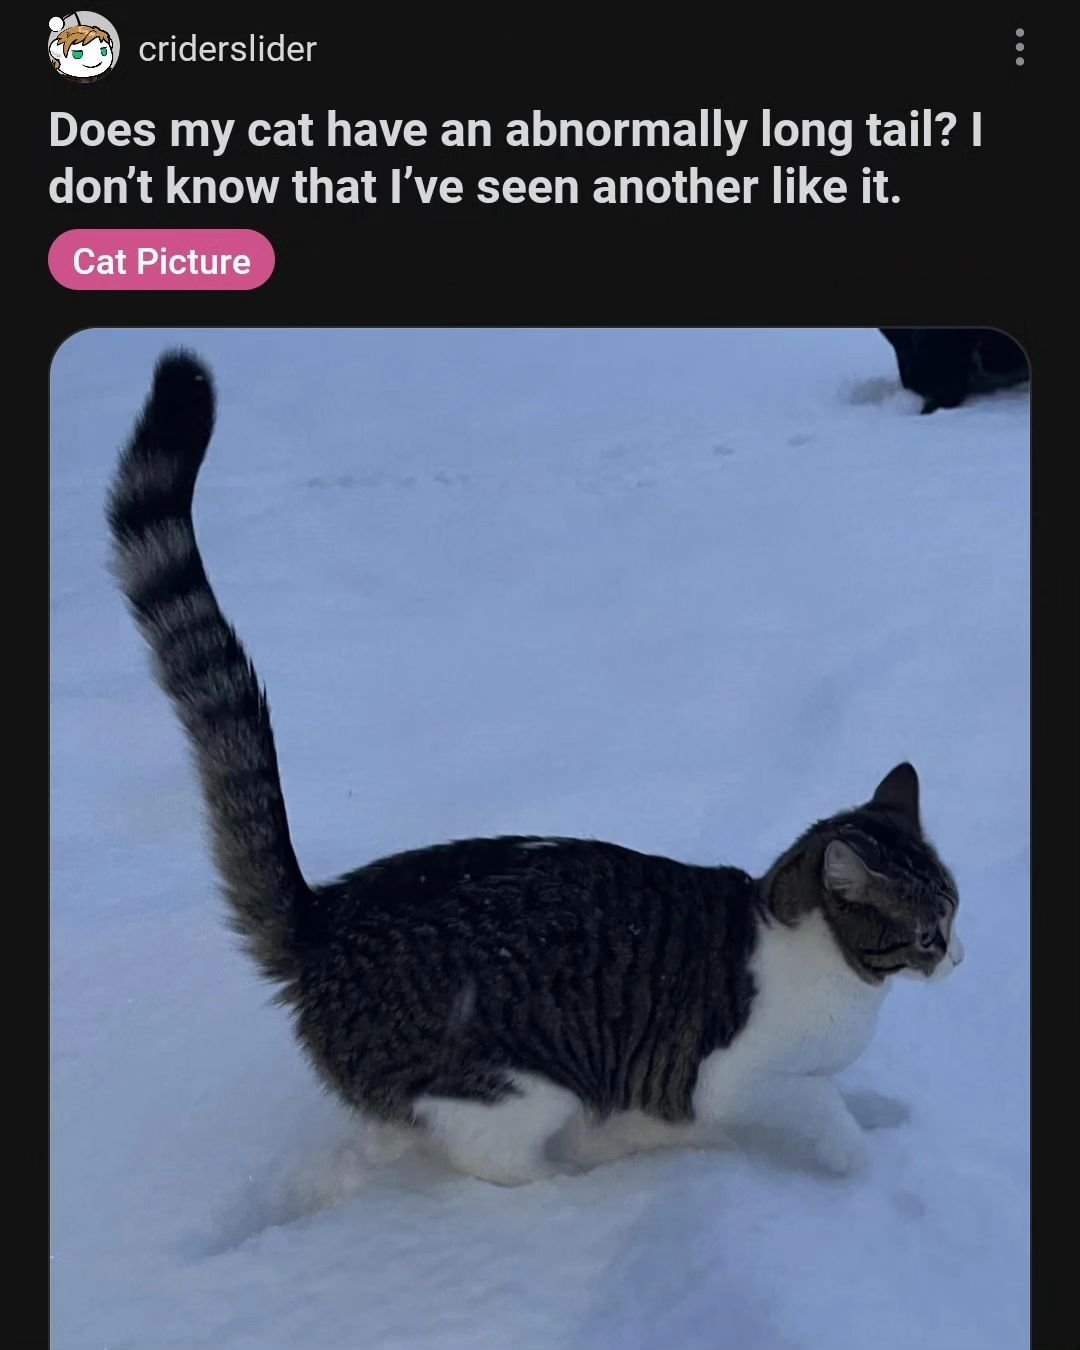 criderslider
Does my cat have an abnormally long tail? I
don’t know that I’ve seen another like it.
Cat Picture